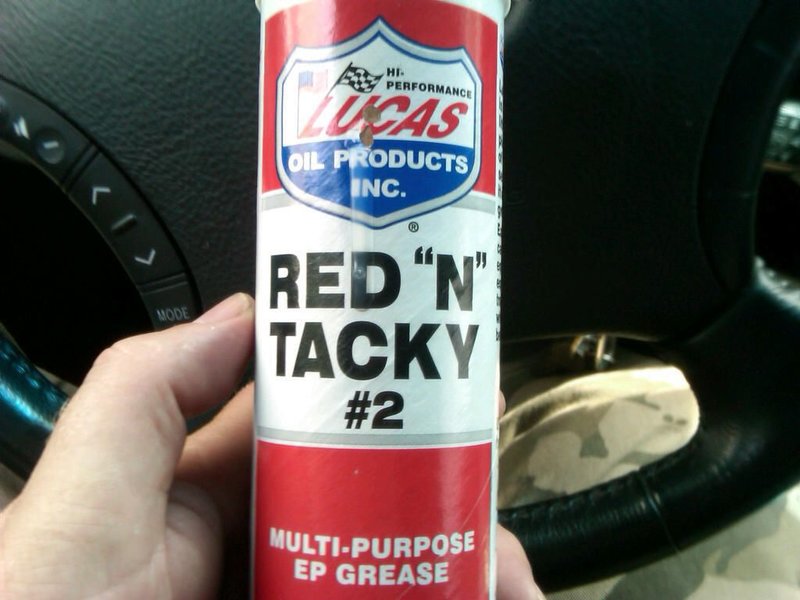 HI-
PERFORMANCE
LUCAS
OIL PRODUCTS
INC.
®
RED "N"
TACKY
#2
MULTI-PURPOSE
EP GREASE
MODE